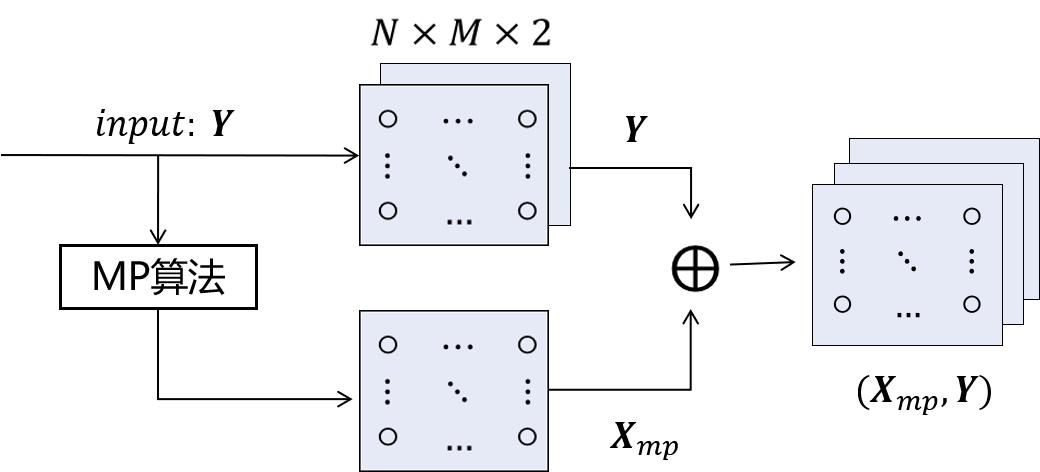 N × M × 2
input: Y
Y
MP算法
X_mp
(X_mp, Y)